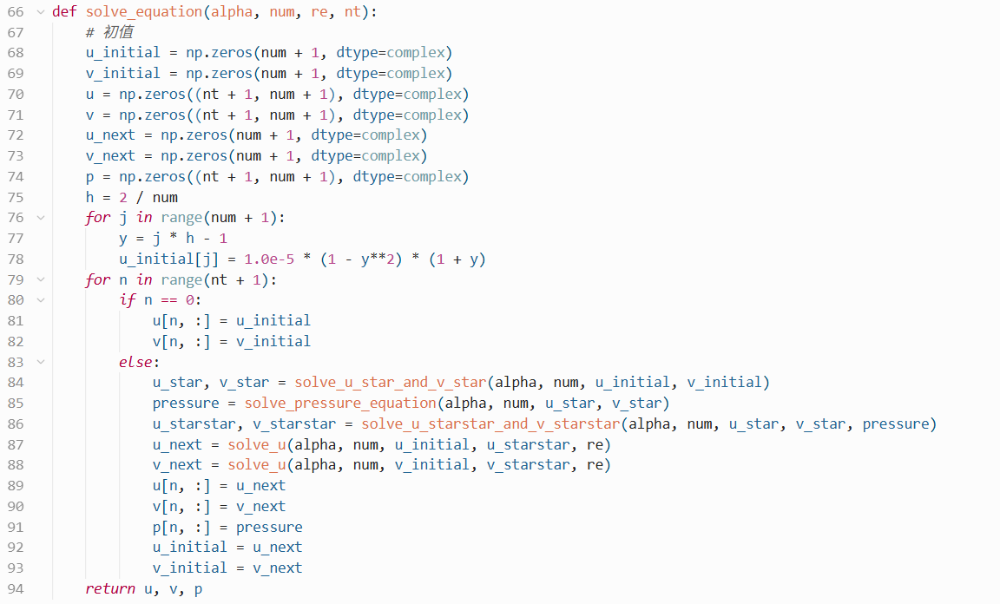 66 def solve_equation(alpha, num, re, nt):
67 # 初值
68 u_initial = np.zeros(num + 1, dtype=complex)
69 v_initial = np.zeros(num + 1, dtype=complex)
70 u = np.zeros((nt + 1, num + 1), dtype=complex)
71 v = np.zeros((nt + 1, num + 1), dtype=complex)
72 u_next = np.zeros(num + 1, dtype=complex)
73 v_next = np.zeros(num + 1, dtype=complex)
74 p = np.zeros((nt + 1, num + 1), dtype=complex)
75 h = 2 / num
76 for j in range(num + 1):
77 y = j * h - 1
78 u_initial[j] = 1.0e-5 * (1 - y**2) * (1 + y)
79 for n in range(nt + 1):
80 if n == 0:
81 u[n, :] = u_initial
82 v[n, :] = v_initial
83 else:
84 u_star, v_star = solve_u_star_and_v_star(alpha, num, u_initial, v_initial)
85 pressure = solve_pressure_equation(alpha, num, u_star, v_star)
86 u_starstar, v_starstar = solve_u_starstar_and_v_starstar(alpha, num, u_star, v_star, pressure)
87 u_next = solve_u(alpha, num, u_initial, u_starstar, re)
88 v_next = solve_u(alpha, num, v_initial, v_starstar, re)
89 u[n, :] = u_next
90 v[n, :] = v_next
91 p[n, :] = pressure
92 u_initial = u_next
93 v_initial = v_next
94 return u, v, p